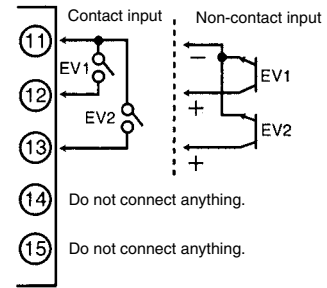 Contact input
Non-contact input
11
−
EV1
EV1
12
+
EV2
EV2
13
+
14 Do not connect anything.
15 Do not connect anything.